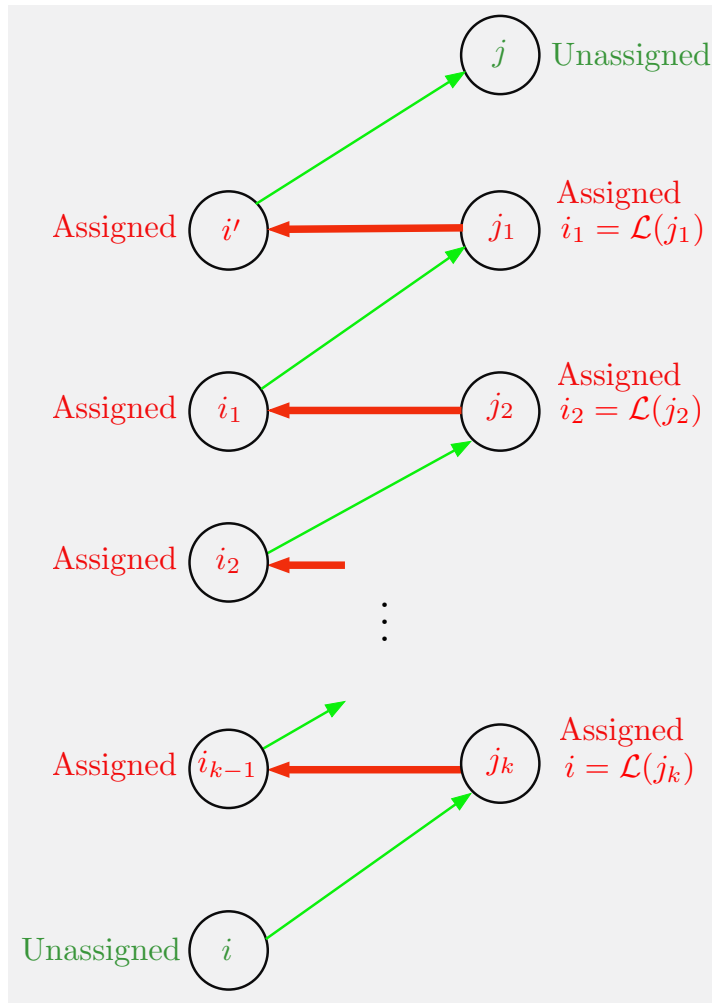 j Unassigned
Assigned i′ j₁ Assigned
i₁ = ℒ(j₁)
Assigned i₁ j₂ Assigned
i₂ = ℒ(j₂)
Assigned i₂
⋮
Assigned iₖ₋₁ jₖ Assigned
i = ℒ(jₖ)
Unassigned i